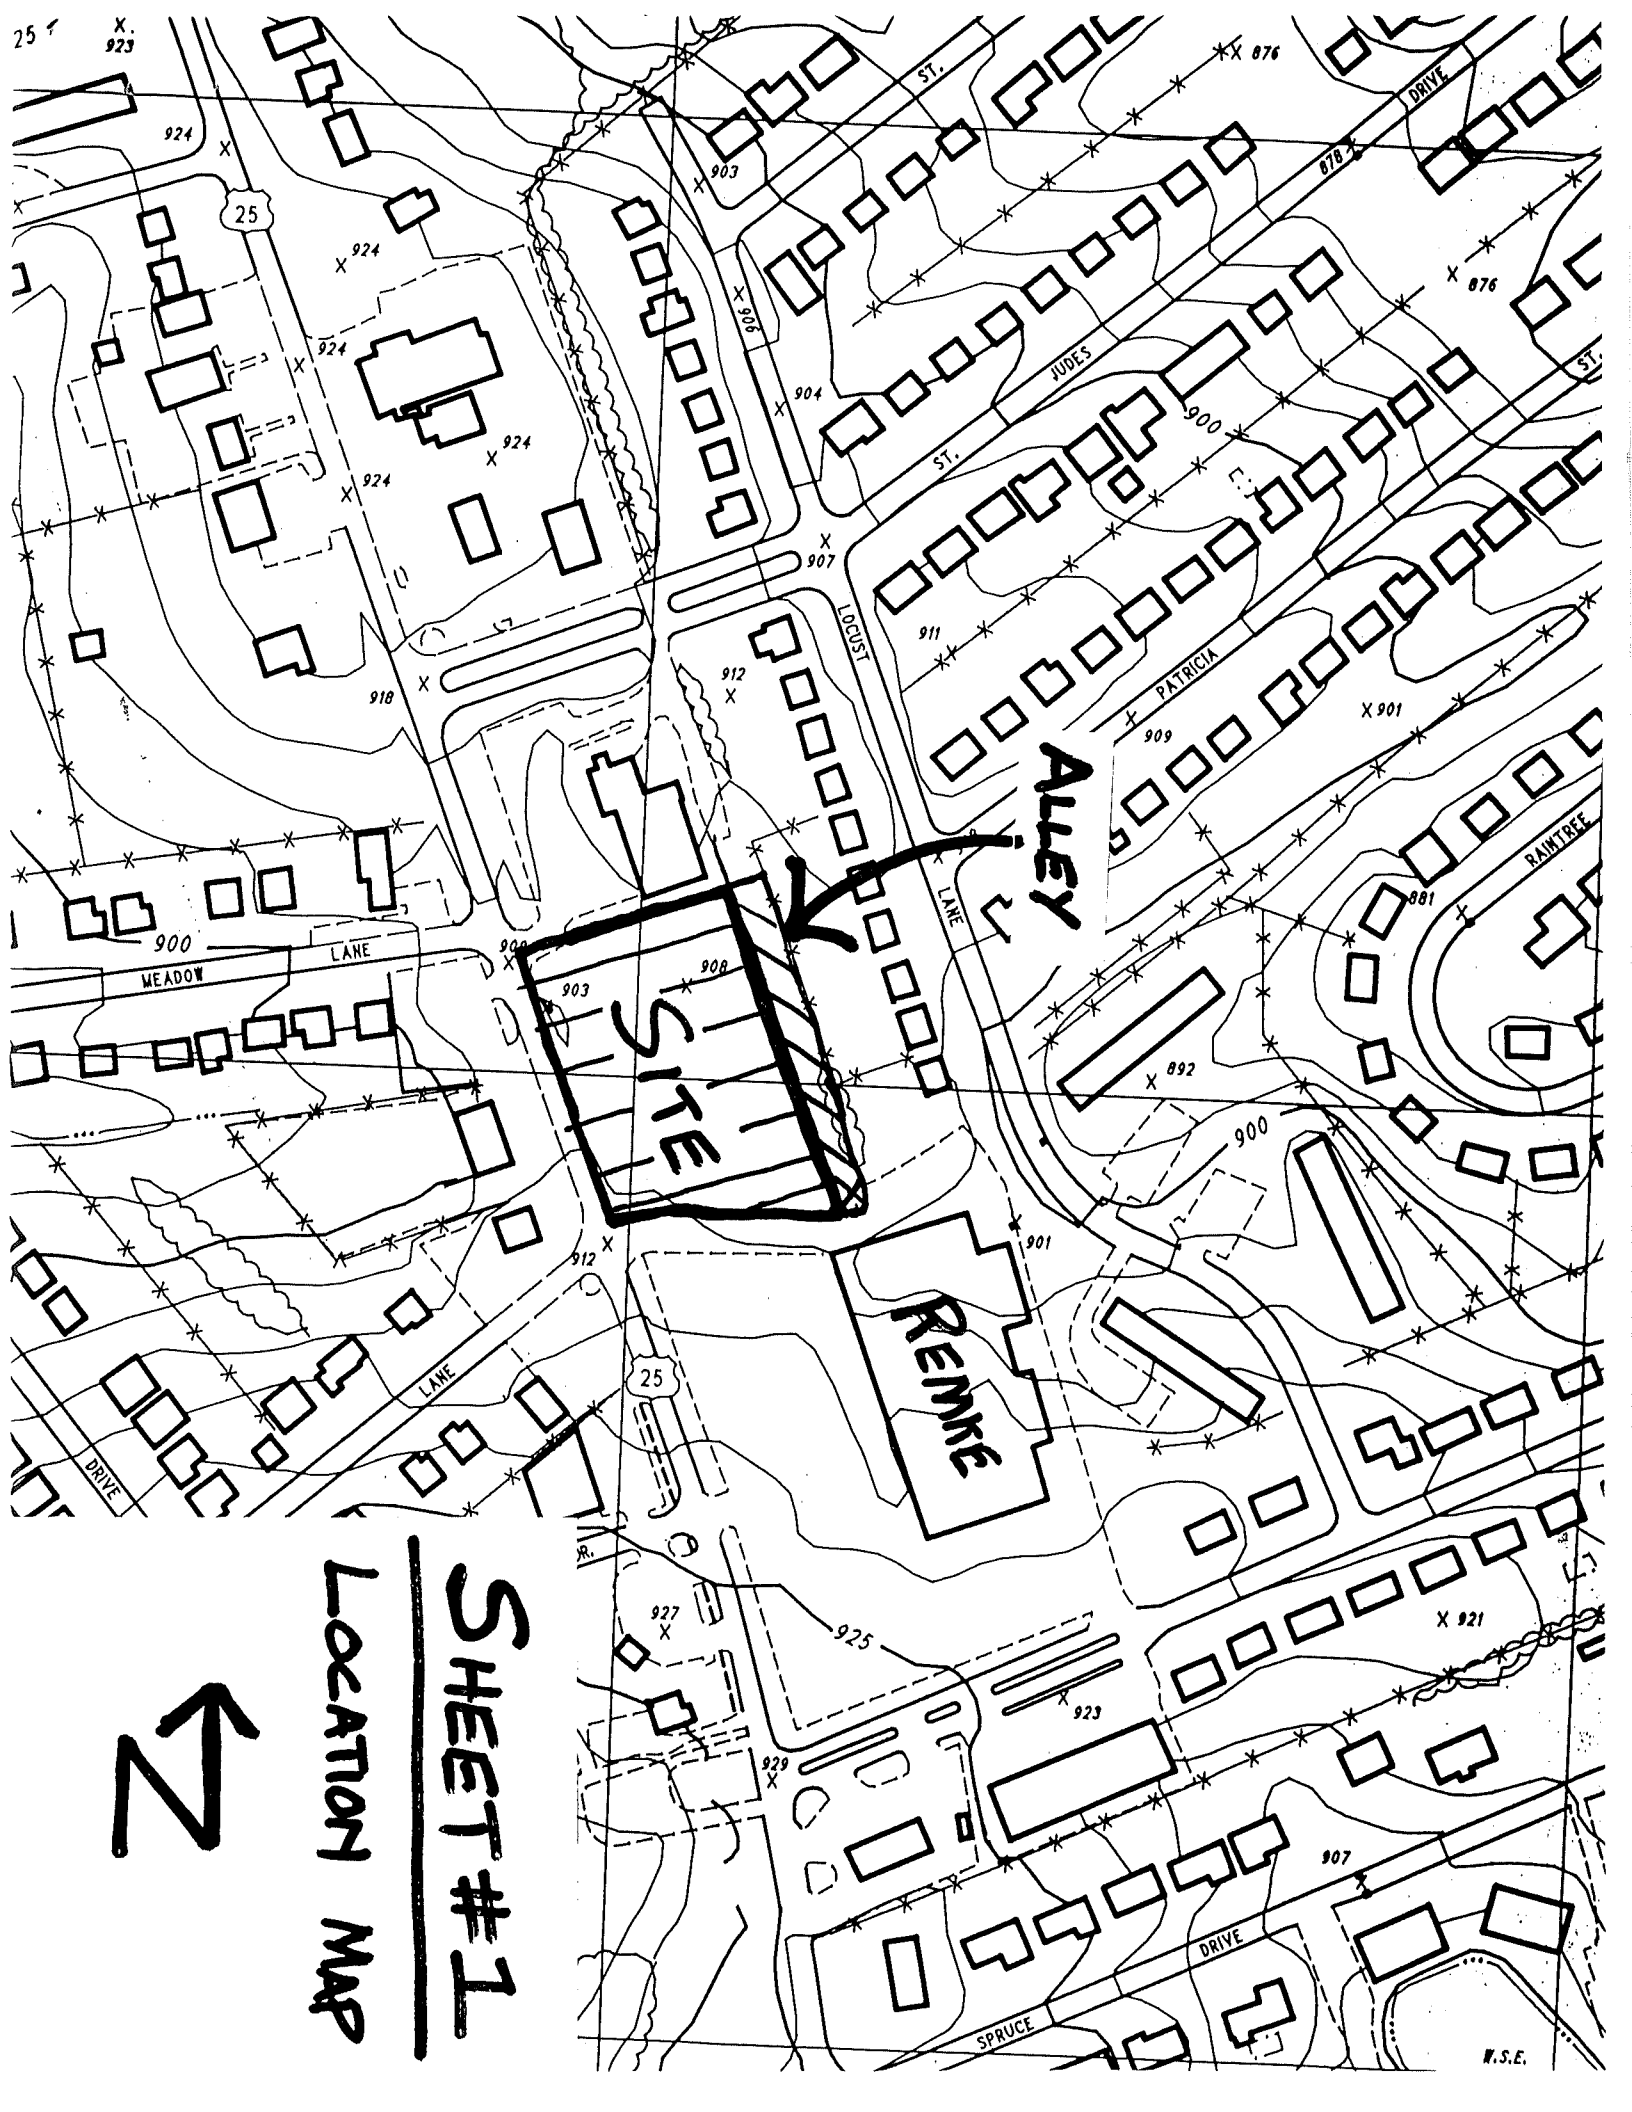 25
X.
923
ST.
876
DRIVE
924
878
903
25
924
876
906
924
JUDES
ST.
904
900
924
ST.
924
907
LOCUST
911
912
PATRICIA
918
901
909
ALLEY
RAINTREE
881
900
LANE
LANE
MEADOW
908
903
SITE
892
900
912
901
REMKE
25
LANE
DRIVE
DR.
SHEET #1
LOCATION MAP
N
927
925
921
923
929
907
DRIVE
SPRUCE
W.S.E.